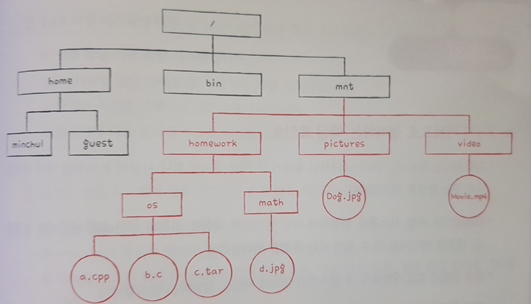 /
home
bin
mnt
minchul
guest
homework
pictures
video
os
math
Dog.jpg
Movie.mp4
a.cpp
b.c
c.tar
d.jpg